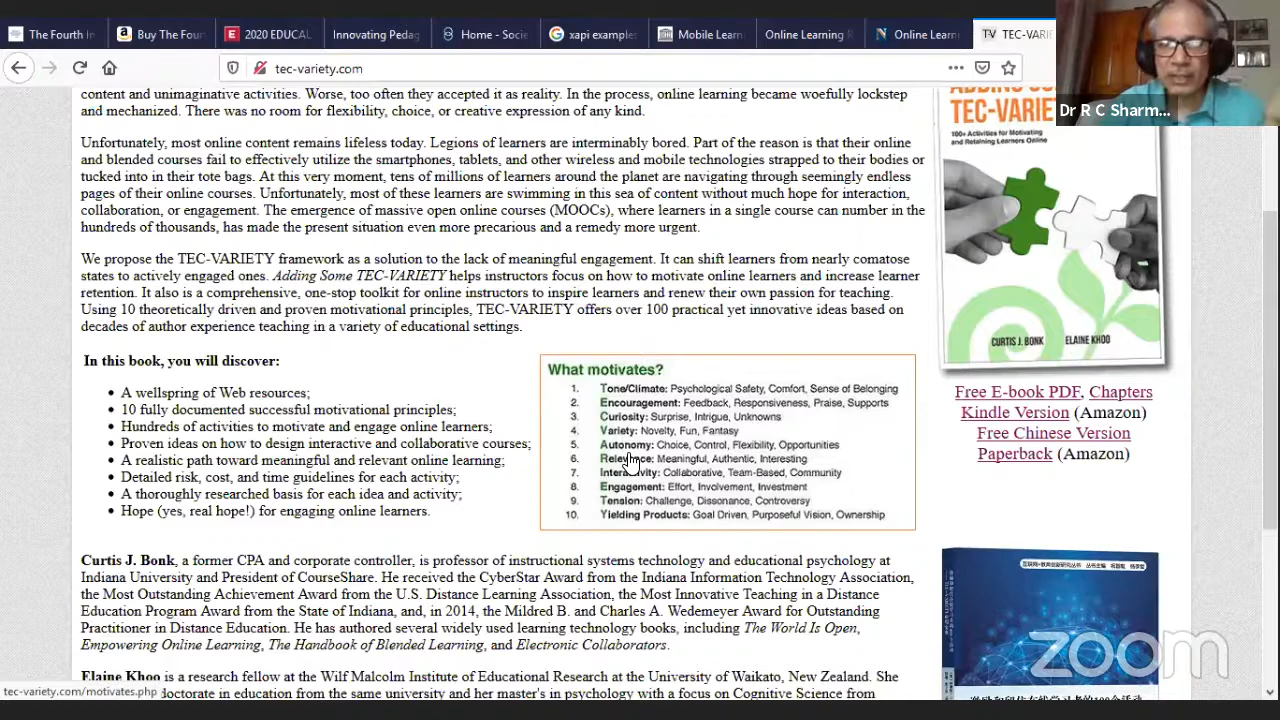 The Fourth In
Buy The Four
2020 EDUCAL
Innovating Pedag
Home - Socie
xapi examples
Mobile Learn
Online Learning R
Online Learn
TEC-VARIE
tec-variety.com
Dr R C Sharm...
content and unimaginative activities. Worse, too often they accepted it as reality. In the process, online learning became woefully lockstep
and mechanized. There was no room for flexibility, choice, or creative expression of any kind.
Unfortunately, most online content remains lifeless today. Legions of learners are interminably bored. Part of the reason is that their online
and blended courses fail to effectively utilize the smartphones, tablets, and other wireless and mobile technologies strapped to their bodies or
tucked into in their tote bags. At this very moment, tens of millions of learners around the planet are navigating through seemingly endless
pages of their online courses. Unfortunately, most of these learners are swimming in this sea of content without much hope for interaction,
collaboration, or engagement. The emergence of massive open online courses (MOOCs), where learners in a single course can number in the
hundreds of thousands, has made the present situation even more precarious and a remedy more urgent.
We propose the TEC-VARIETY framework as a solution to the lack of meaningful engagement. It can shift learners from nearly comatose
states to actively engaged ones. Adding Some TEC-VARIETY helps instructors focus on how to motivate online learners and increase learner
retention. It also is a comprehensive, one-stop toolkit for online instructors to inspire learners and renew their own passion for teaching.
Using 10 theoretically driven and proven motivational principles, TEC-VARIETY offers over 100 practical yet innovative ideas based on
decades of author experience teaching in a variety of educational settings.
In this book, you will discover:
A wellspring of Web resources;
10 fully documented successful motivational principles;
Hundreds of activities to motivate and engage online learners;
Proven ideas on how to design interactive and collaborative courses;
A realistic path toward meaningful and relevant online learning;
Detailed risk, cost, and time guidelines for each activity;
A thoroughly researched basis for each idea and activity;
Hope (yes, real hope!) for engaging online learners.
What motivates?
1. Tone/Climate: Psychological Safety, Comfort, Sense of Belonging
2. Encouragement: Feedback, Responsiveness, Praise, Supports
3. Curiosity: Surprise, Intrigue, Unknowns
4. Variety: Novelty, Fun, Fantasy
5. Autonomy: Choice, Control, Flexibility, Opportunities
6. Relevance: Meaningful, Authentic, Interesting
7. Interactivity: Collaborative, Team-Based, Community
8. Engagement: Effort, Involvement, Investment
9. Tension: Challenge, Dissonance, Controversy
10. Yielding Products: Goal Driven, Purposeful Vision, Ownership
Curtis J. Bonk, a former CPA and corporate controller, is professor of instructional systems technology and educational psychology at
Indiana University and President of CourseShare. He received the CyberStar Award from the Indiana Information Technology Association,
the Most Outstanding Achievement Award from the U.S. Distance Learning Association, the Most Innovative Teaching in a Distance
Education Program Award from the State of Indiana, and, in 2014, the Mildred B. and Charles A. Wedemeyer Award for Outstanding
Practitioner in Distance Education. He has authored several widely used learning technology books, including The World Is Open,
Empowering Online Learning, The Handbook of Blended Learning, and Electronic Collaborators.
Elaine Khoo is a research fellow at the Wilf Malcolm Institute of Educational Research at the University of Waikato, New Zealand. She
doctorate in education from the same university and her master's in psychology with a focus on Cognitive Science from
tec-variety.com/motivates.php
ADDING SO
TEC-VARIE
100+ Activities for Motivating
and Retaining Learners Online
CURTIS J. BONK ELAINE KHOO
Free E-book PDF, Chapters
Kindle Version (Amazon)
Free Chinese Version
Paperback (Amazon)
zoom